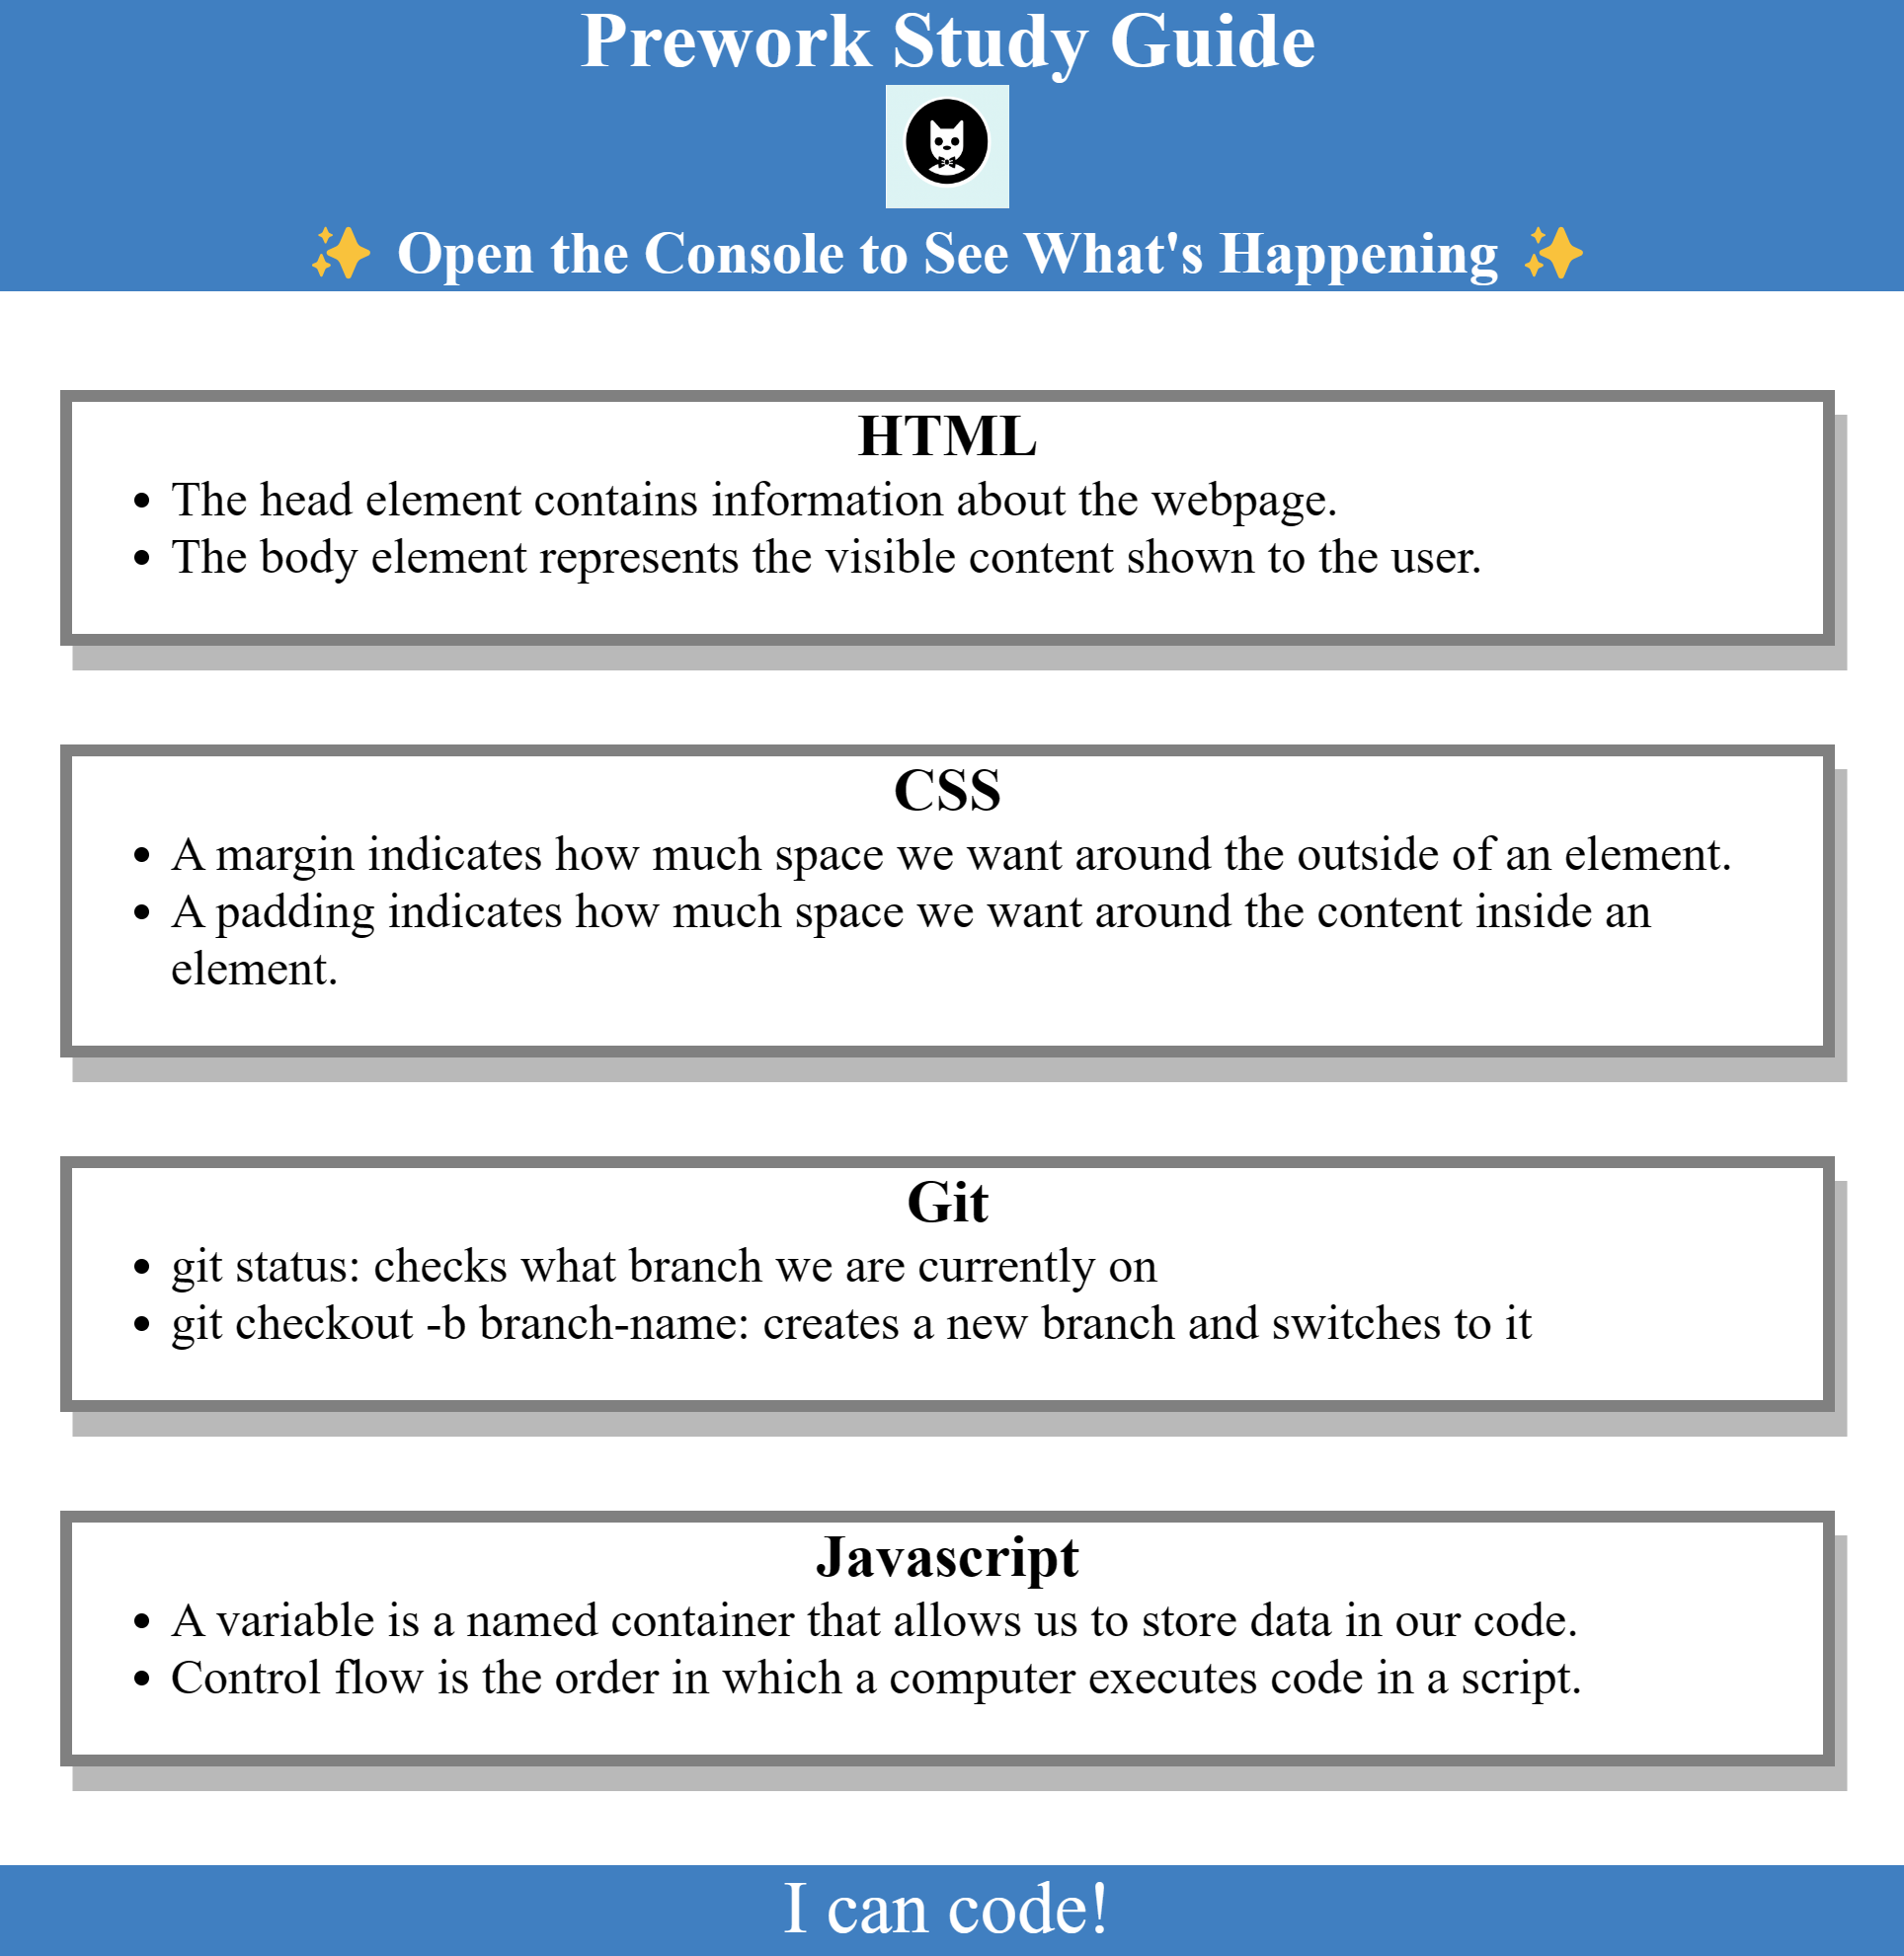 Prework Study Guide
✨ Open the Console to See What's Happening ✨
HTML
• The head element contains information about the webpage.
• The body element represents the visible content shown to the user.
CSS
• A margin indicates how much space we want around the outside of an element.
• A padding indicates how much space we want around the content inside an
element.
Git
• git status: checks what branch we are currently on
• git checkout -b branch-name: creates a new branch and switches to it
Javascript
• A variable is a named container that allows us to store data in our code.
• Control flow is the order in which a computer executes code in a script.
I can code!